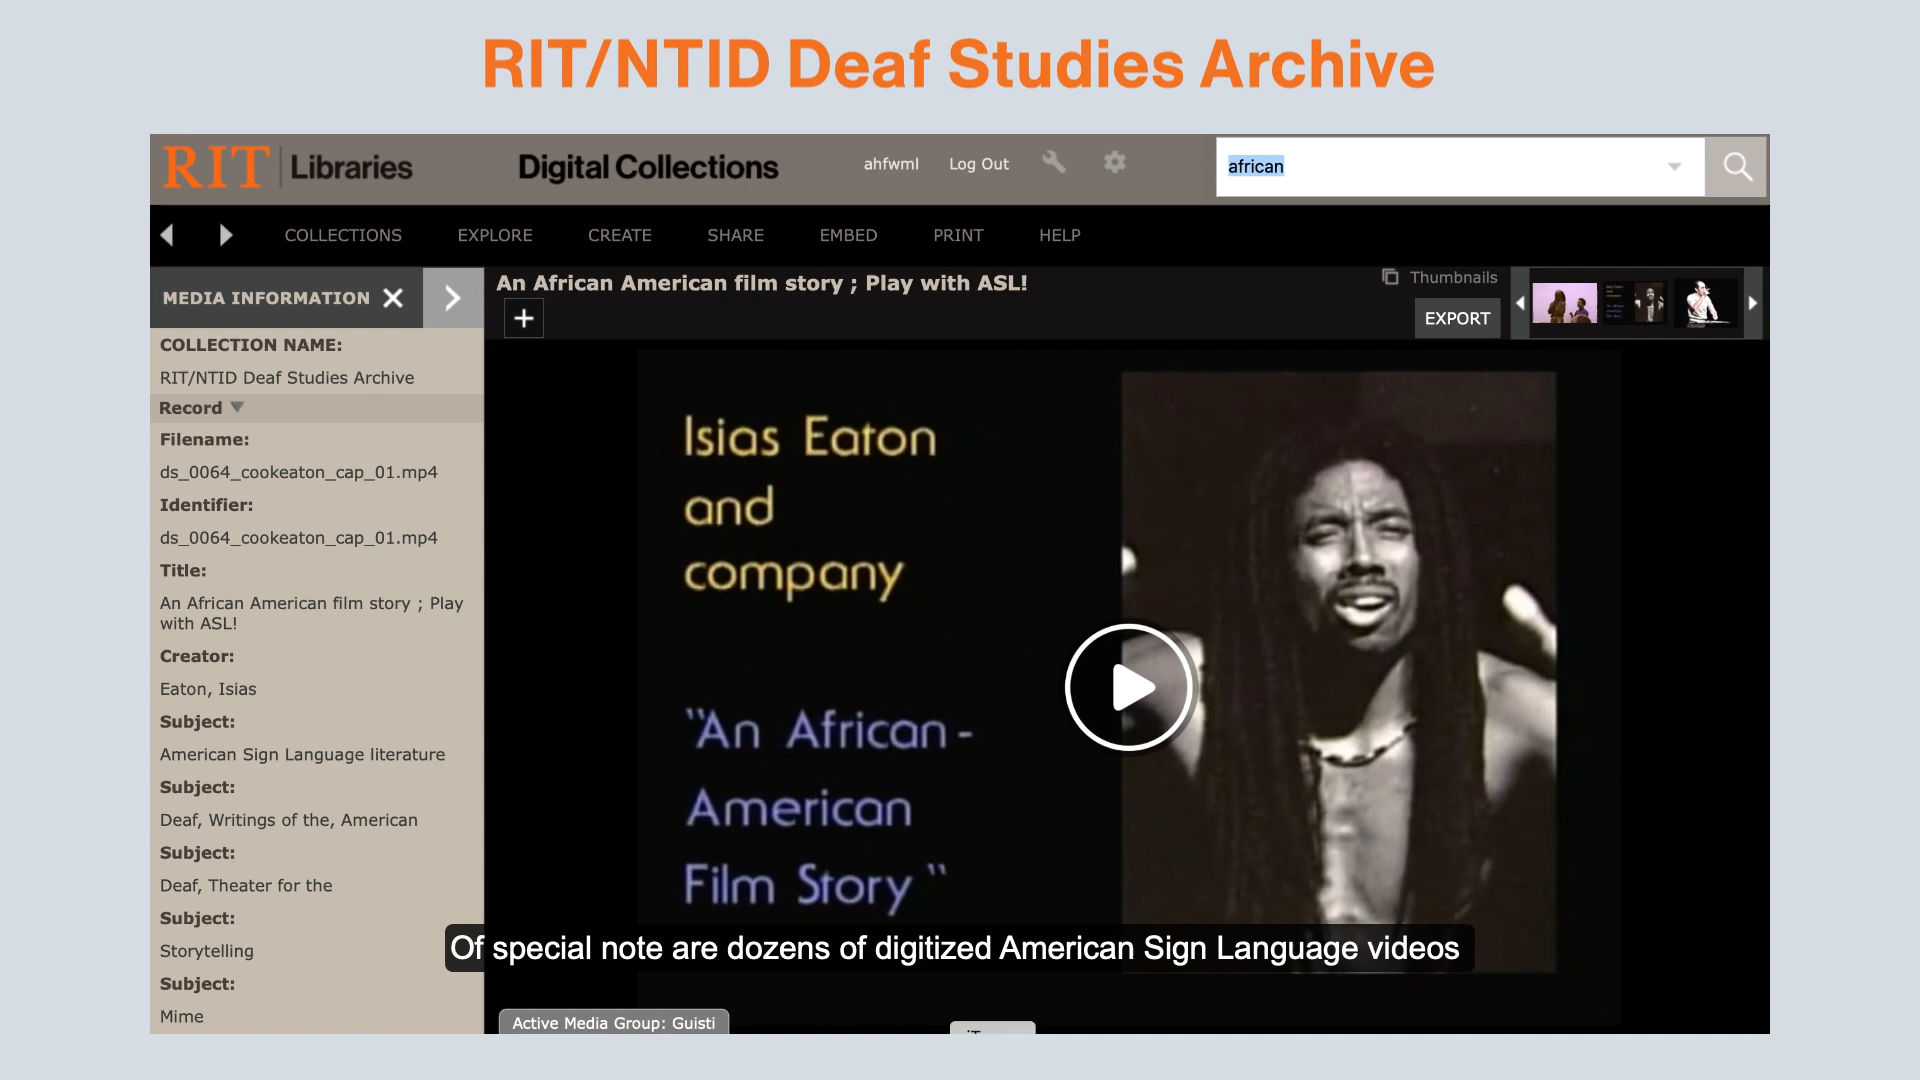 RIT/NTID Deaf Studies Archive
RIT Libraries
Digital Collections
ahfwml
Log Out
african
COLLECTIONS
EXPLORE
CREATE
SHARE
EMBED
PRINT
HELP
MEDIA INFORMATION
COLLECTION NAME:
RIT/NTID Deaf Studies Archive
Record
Filename:
ds_0064_cookeaton_cap_01.mp4
Identifier:
ds_0064_cookeaton_cap_01.mp4
Title:
An African American film story ; Play
with ASL!
Creator:
Eaton, Isias
Subject:
American Sign Language literature
Subject:
Deaf, Writings of the, American
Subject:
Deaf, Theater for the
Subject:
Storytelling
Subject:
Mime
An African American film story ; Play with ASL!
Thumbnails
EXPORT
Isias Eaton
and
company
"An African-
American
Film Story"
Of special note are dozens of digitized American Sign Language videos
Active Media Group: Guisti